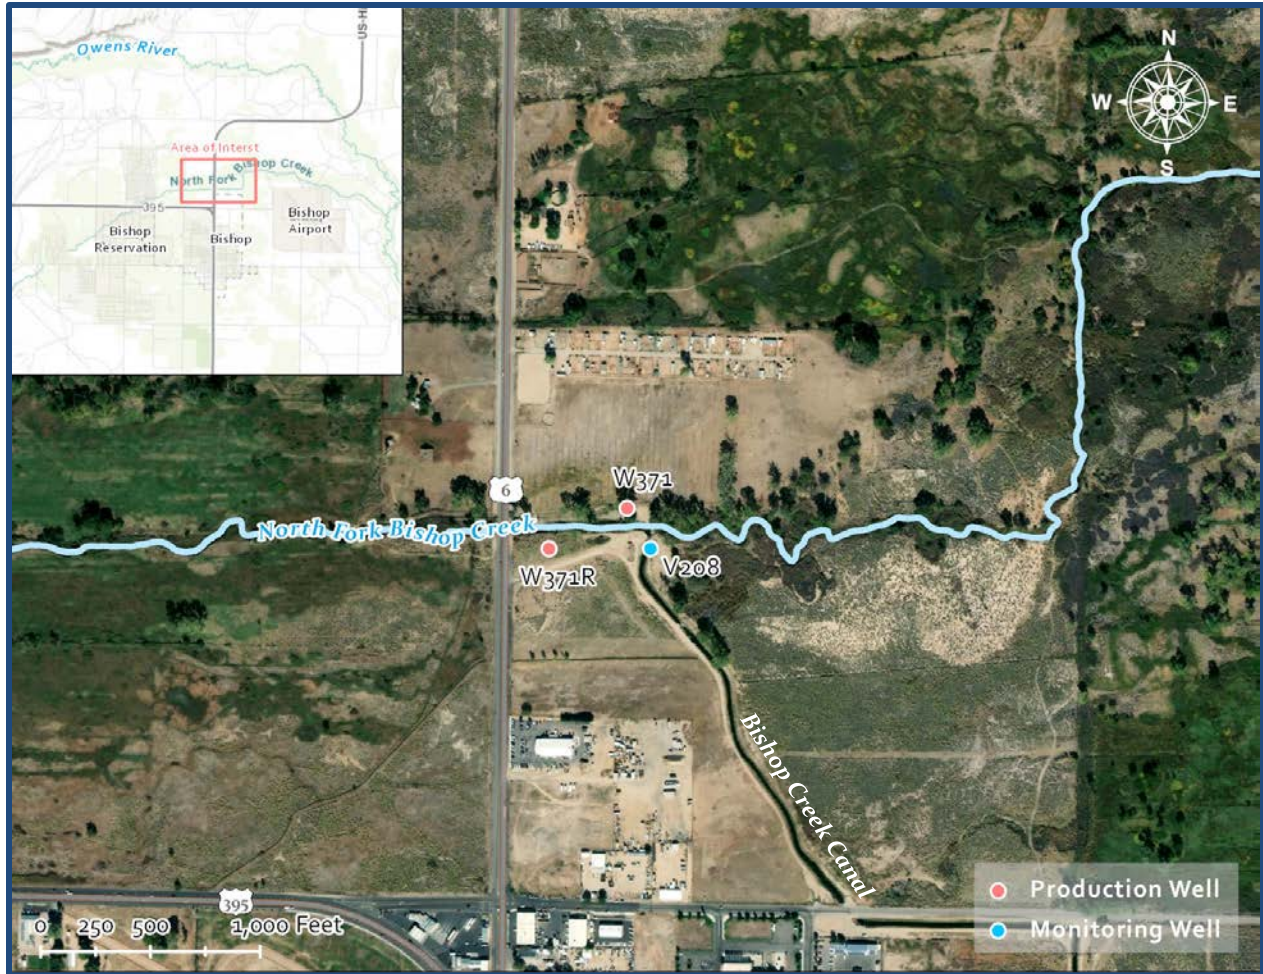 Owens River
US-H
Area of Interst
North Fork Bishop Creek
395
Bishop
Reservation
Bishop
Bishop
Airport
N
W
E
S
6
W371
North Fork Bishop Creek
W371R
V208
Bishop Creek Canal
395
0 250 500 1,000 Feet
Production Well
Monitoring Well